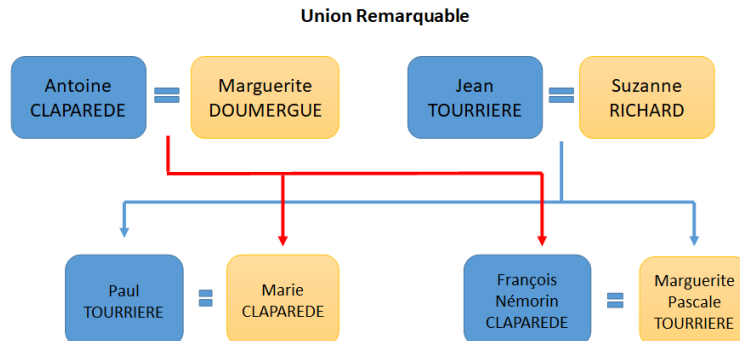 Union Remarquable
Antoine
CLAPAREDE
Marguerite
DOUMERGUE
Jean
TOURRIERE
Suzanne
RICHARD
Paul
TOURRIERE
Marie
CLAPAREDE
François
Némorin
CLAPAREDE
Marguerite
Pascale
TOURRIERE